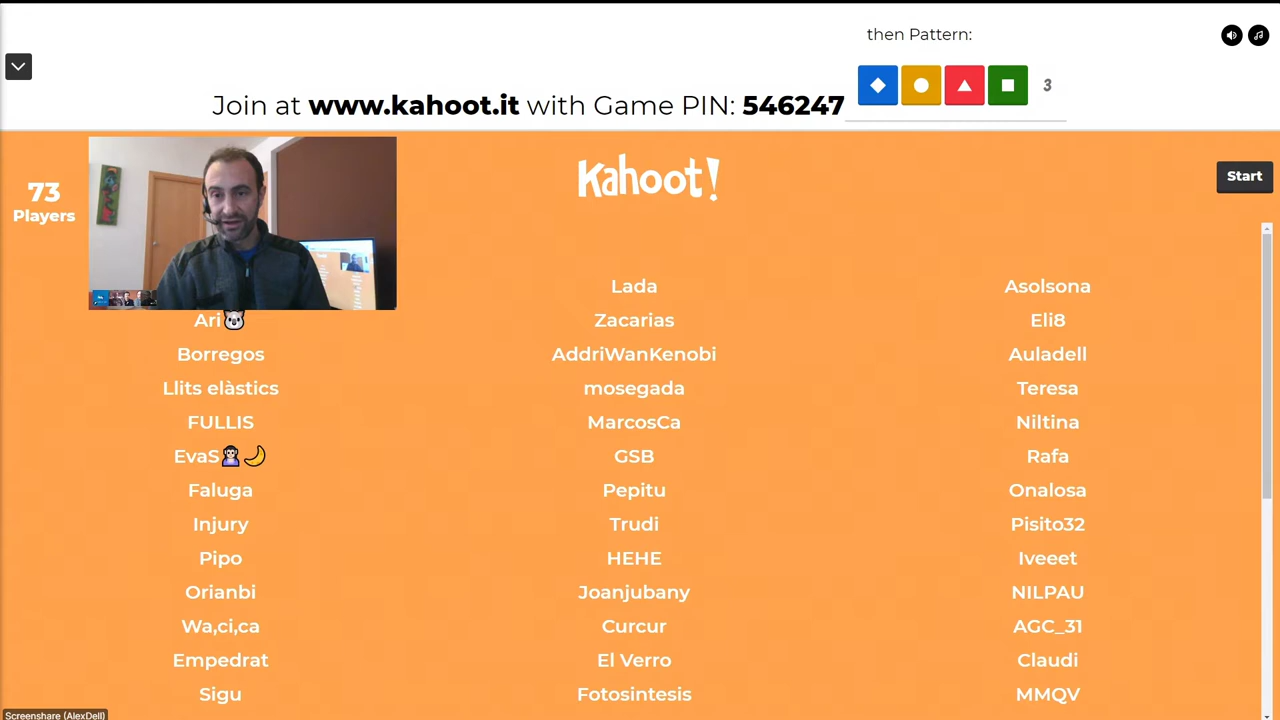 then Pattern:
Join at www.kahoot.it with Game PIN: 546247
3
73
Players
Kahoot!
Start
Lada
Asolsona
Ari
Zacarias
Eli8
Borregos
AddriWanKenobi
Auladell
Llits elàstics
mosegada
Teresa
FULLIS
MarcosCa
Niltina
EvaS
GSB
Rafa
Faluga
Pepitu
Onalosa
Injury
Trudi
Pisito32
Pipo
HEHE
Iveeet
Orianbi
Joanjubany
NILPAU
Wa,ci,ca
Curcur
AGC_31
Empedrat
El Verro
Claudi
Sigu
Fotosintesis
MMQV
Screenshare (AlexDell)